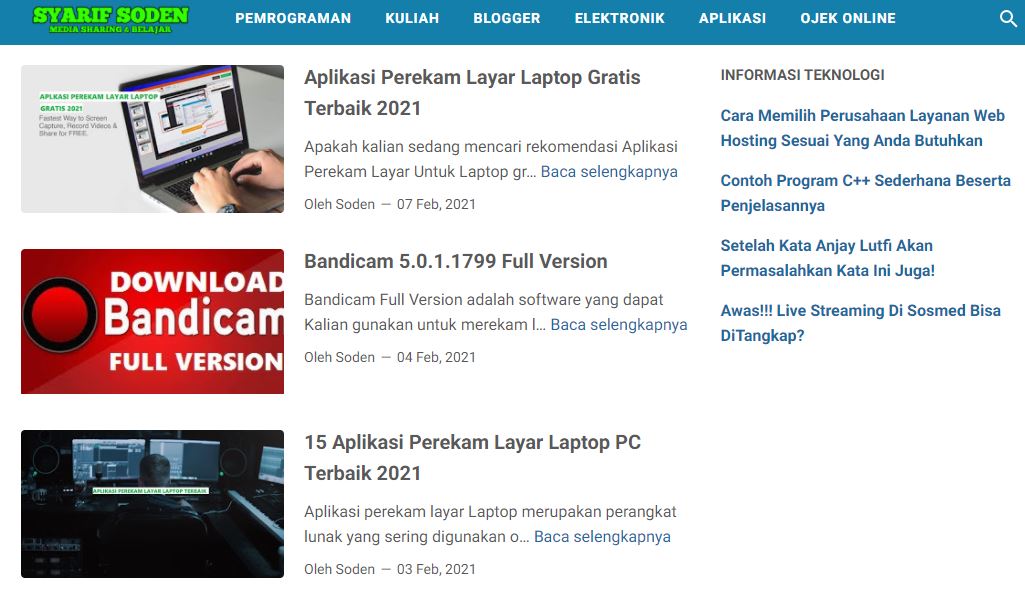 SYARIF SODEN
MEDIA SHARING & BELAJAR
PEMROGRAMAN KULIAH BLOGGER ELEKTRONIK APLIKASI OJEK ONLINE
APLKASI PEREKAM LAYAR LAPTOP
GRATIS 2021
Fastest Way to Screen
Capture, Record Videos &
Share for FREE.
Aplikasi Perekam Layar Laptop Gratis
Terbaik 2021
Apakah kalian sedang mencari rekomendasi Aplikasi
Perekam Layar Untuk Laptop gr... Baca selengkapnya
Oleh Soden — 07 Feb, 2021
DOWNLOAD
Bandicam
FULL VERSION
Bandicam 5.0.1.1799 Full Version
Bandicam Full Version adalah software yang dapat
Kalian gunakan untuk merekam l... Baca selengkapnya
Oleh Soden — 04 Feb, 2021
APLIKASI PEREKAM LAYAR LAPTOP TERBAIK
15 Aplikasi Perekam Layar Laptop PC
Terbaik 2021
Aplikasi perekam layar Laptop merupakan perangkat
lunak yang sering digunakan o... Baca selengkapnya
Oleh Soden — 03 Feb, 2021
INFORMASI TEKNOLOGI
Cara Memilih Perusahaan Layanan Web
Hosting Sesuai Yang Anda Butuhkan
Contoh Program C++ Sederhana Beserta
Penjelasannya
Setelah Kata Anjay Lutfi Akan
Permasalahkan Kata Ini Juga!
Awas!!! Live Streaming Di Sosmed Bisa
DiTangkap?